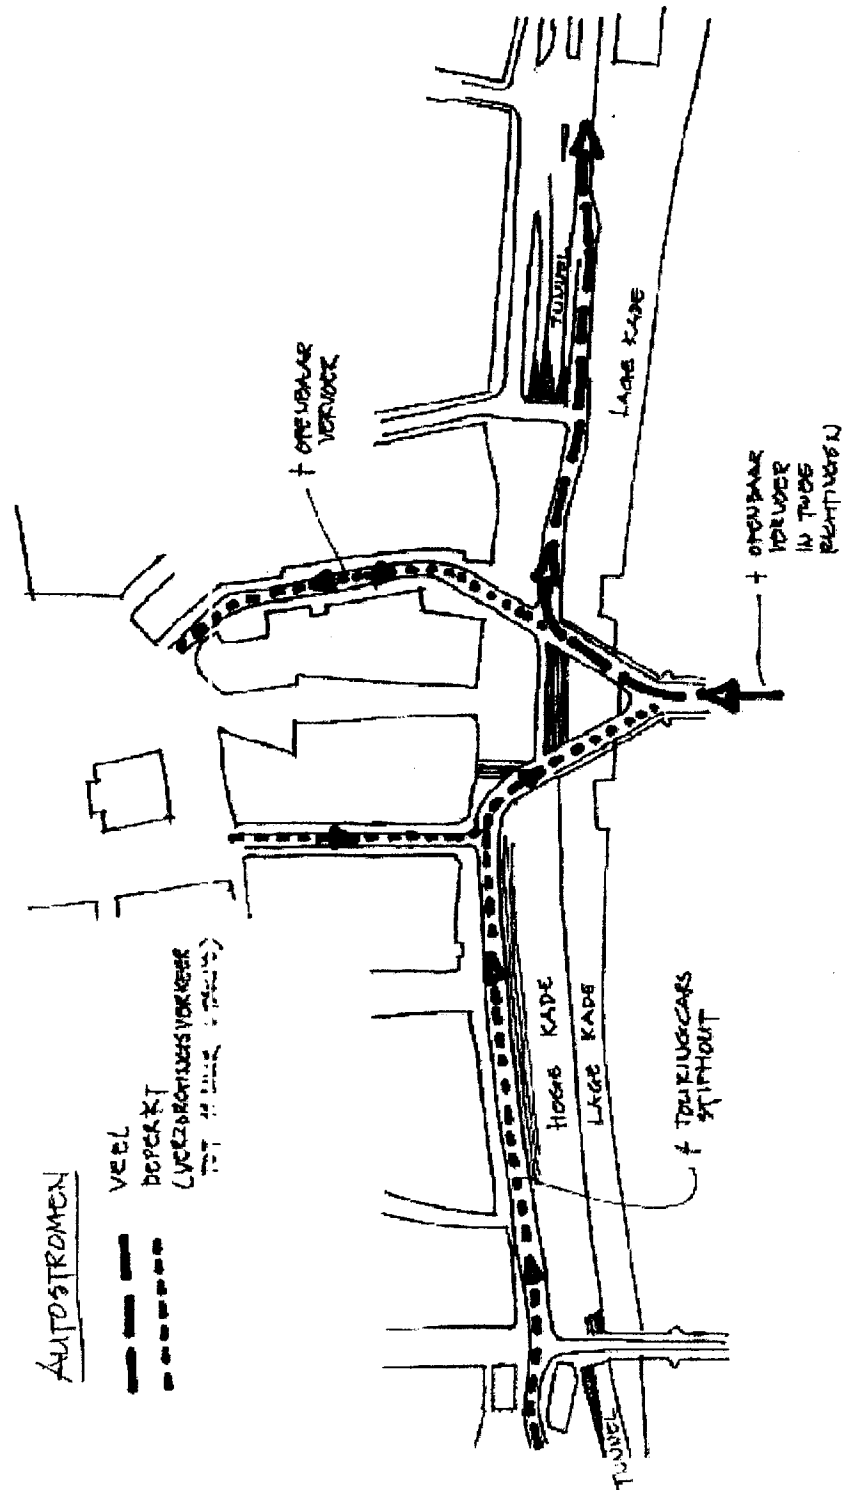 AUTOSTROMEN
VEEL
BEPERKT
(VERZORGINGSVERKEER
TOT
+ OPENBAAR
VERVOER
TUNNEL
LAGE KADE
+ OPENBAAR
VERVOER
IN TWEE
RICHTINGEN
HOGE KADE
LAGE KADE
+ TOURINGCARS
STIPHOUT
TUNNEL